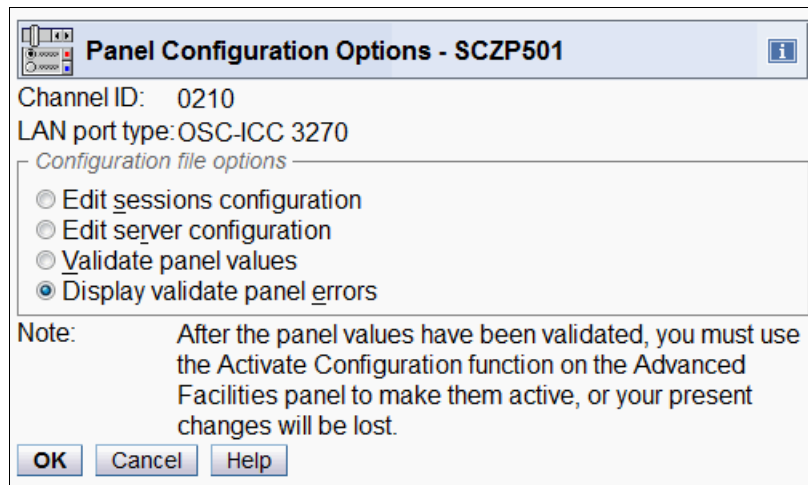 Panel Configuration Options - SCZP501
Channel ID: 0210
LAN port type: OSC-ICC 3270
Configuration file options
Edit sessions configuration
Edit server configuration
Validate panel values
Display validate panel errors
Note: After the panel values have been validated, you must use
the Activate Configuration function on the Advanced
Facilities panel to make them active, or your present
changes will be lost.
OK Cancel Help